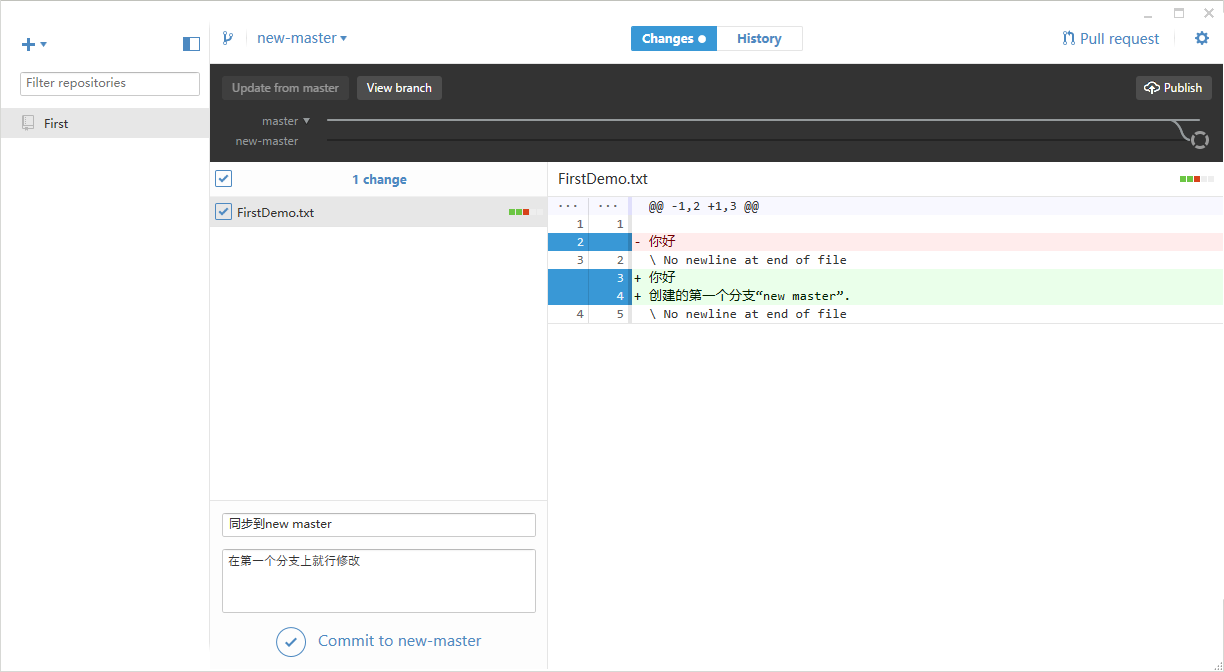 new-master
Changes
History
Pull request
Filter repositories
First
Update from master
View branch
Publish
master
new-master
1 change
FirstDemo.txt
FirstDemo.txt
... ... @@ -1,2 +1,3 @@
1 1
2 - 你好
3 2 \ No newline at end of file
3 + 你好
4 + 创建的第一个分支“new master”.
4 5 \ No newline at end of file
同步到new master
在第一个分支上就行修改
Commit to new-master